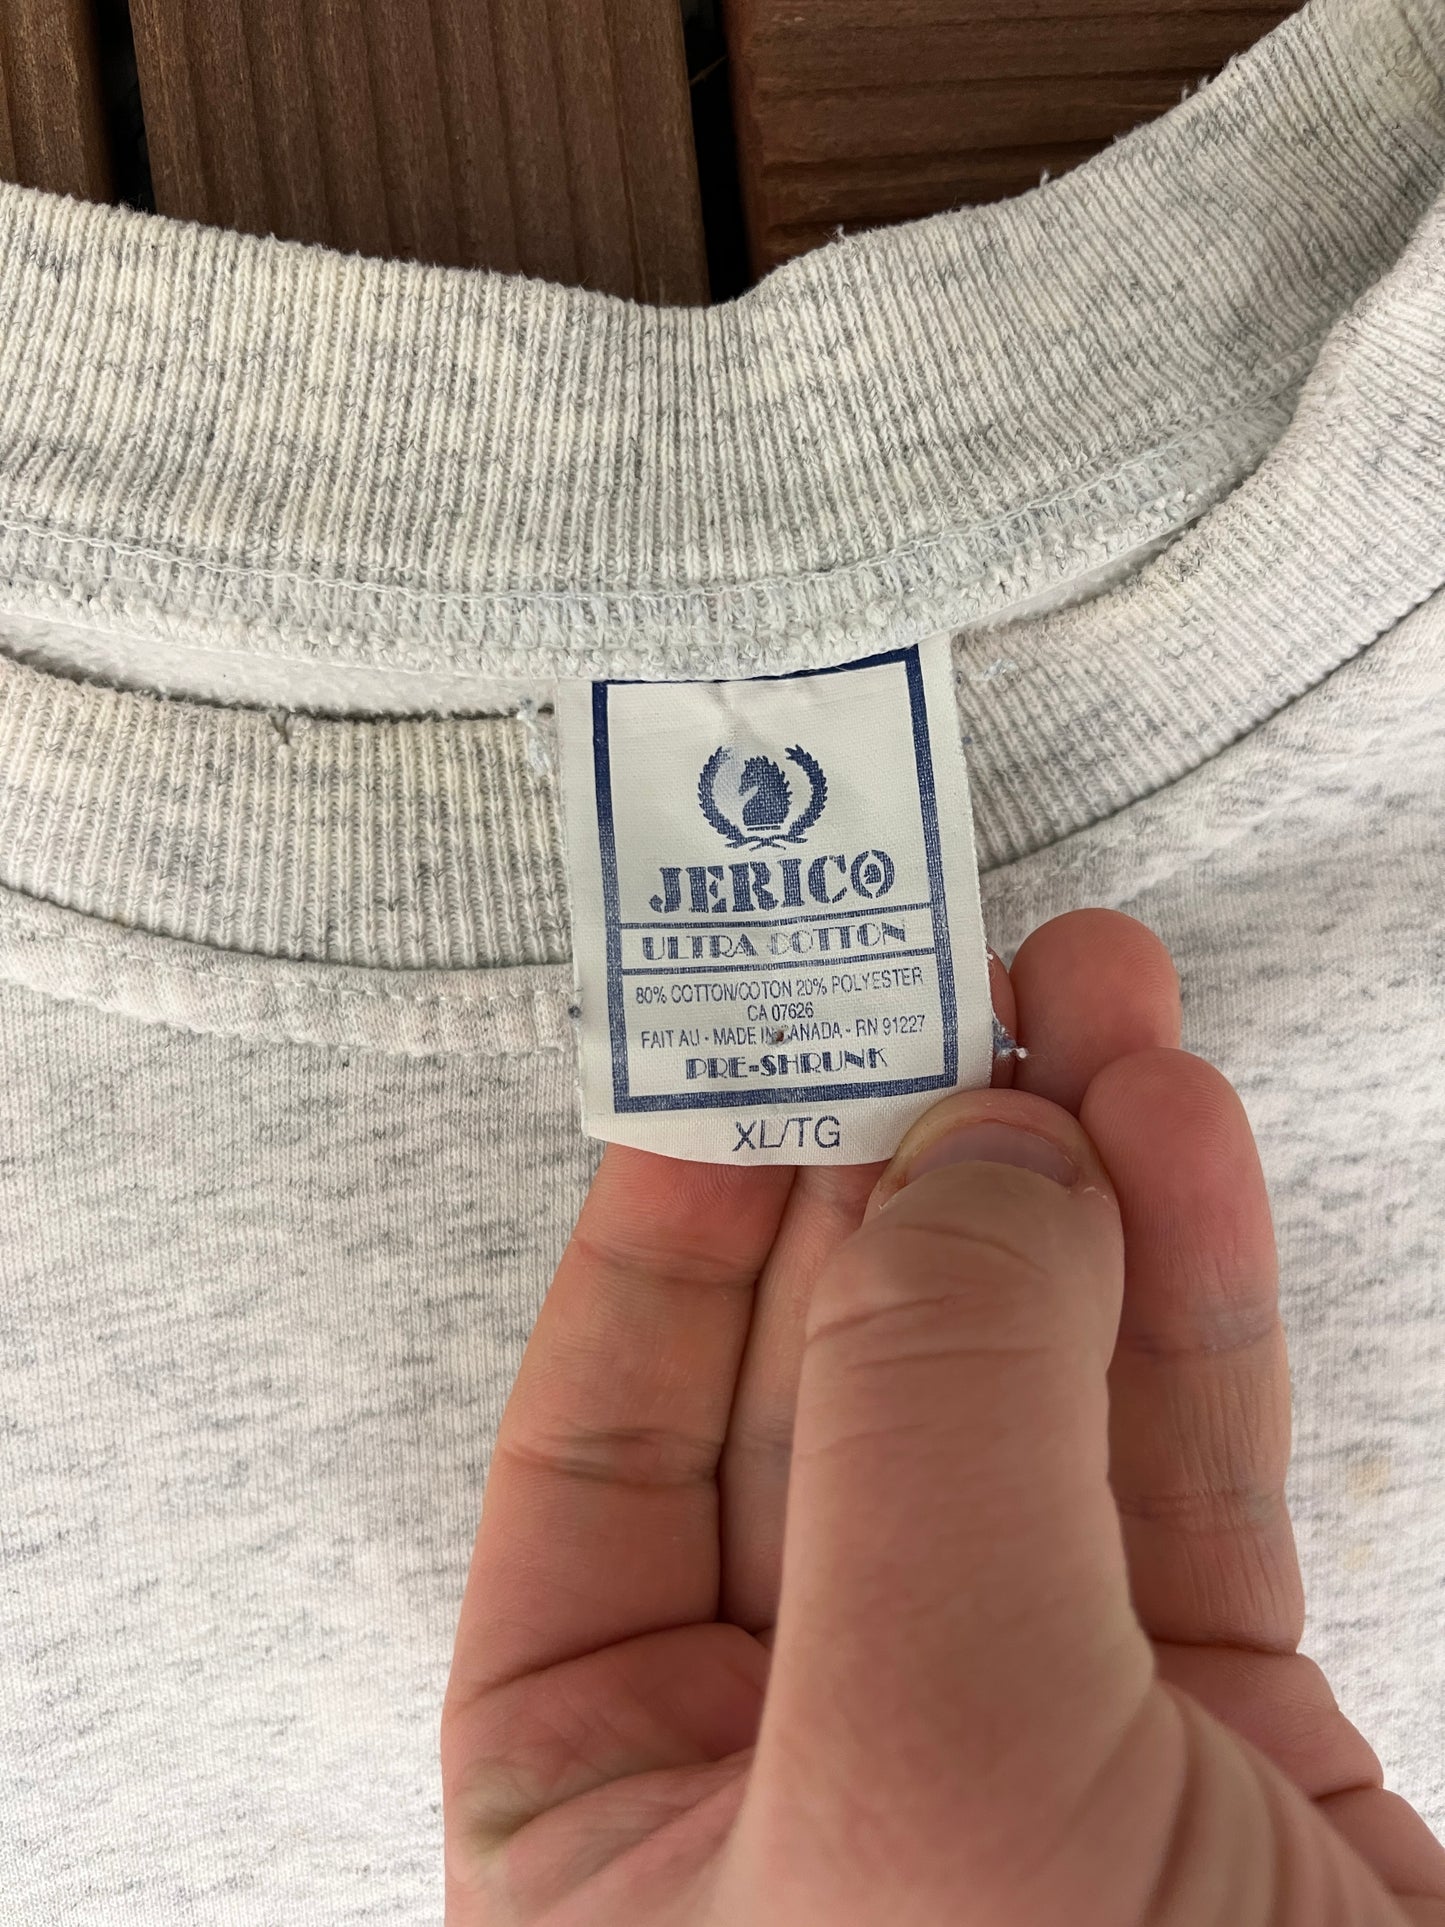 JERICO
ULTRA COTTON
80% COTTON/COTON 20% POLYESTER
CA 07626
FAIT AU - MADE IN CANADA - RN 91227
PRE-SHRUNK
XL/TG